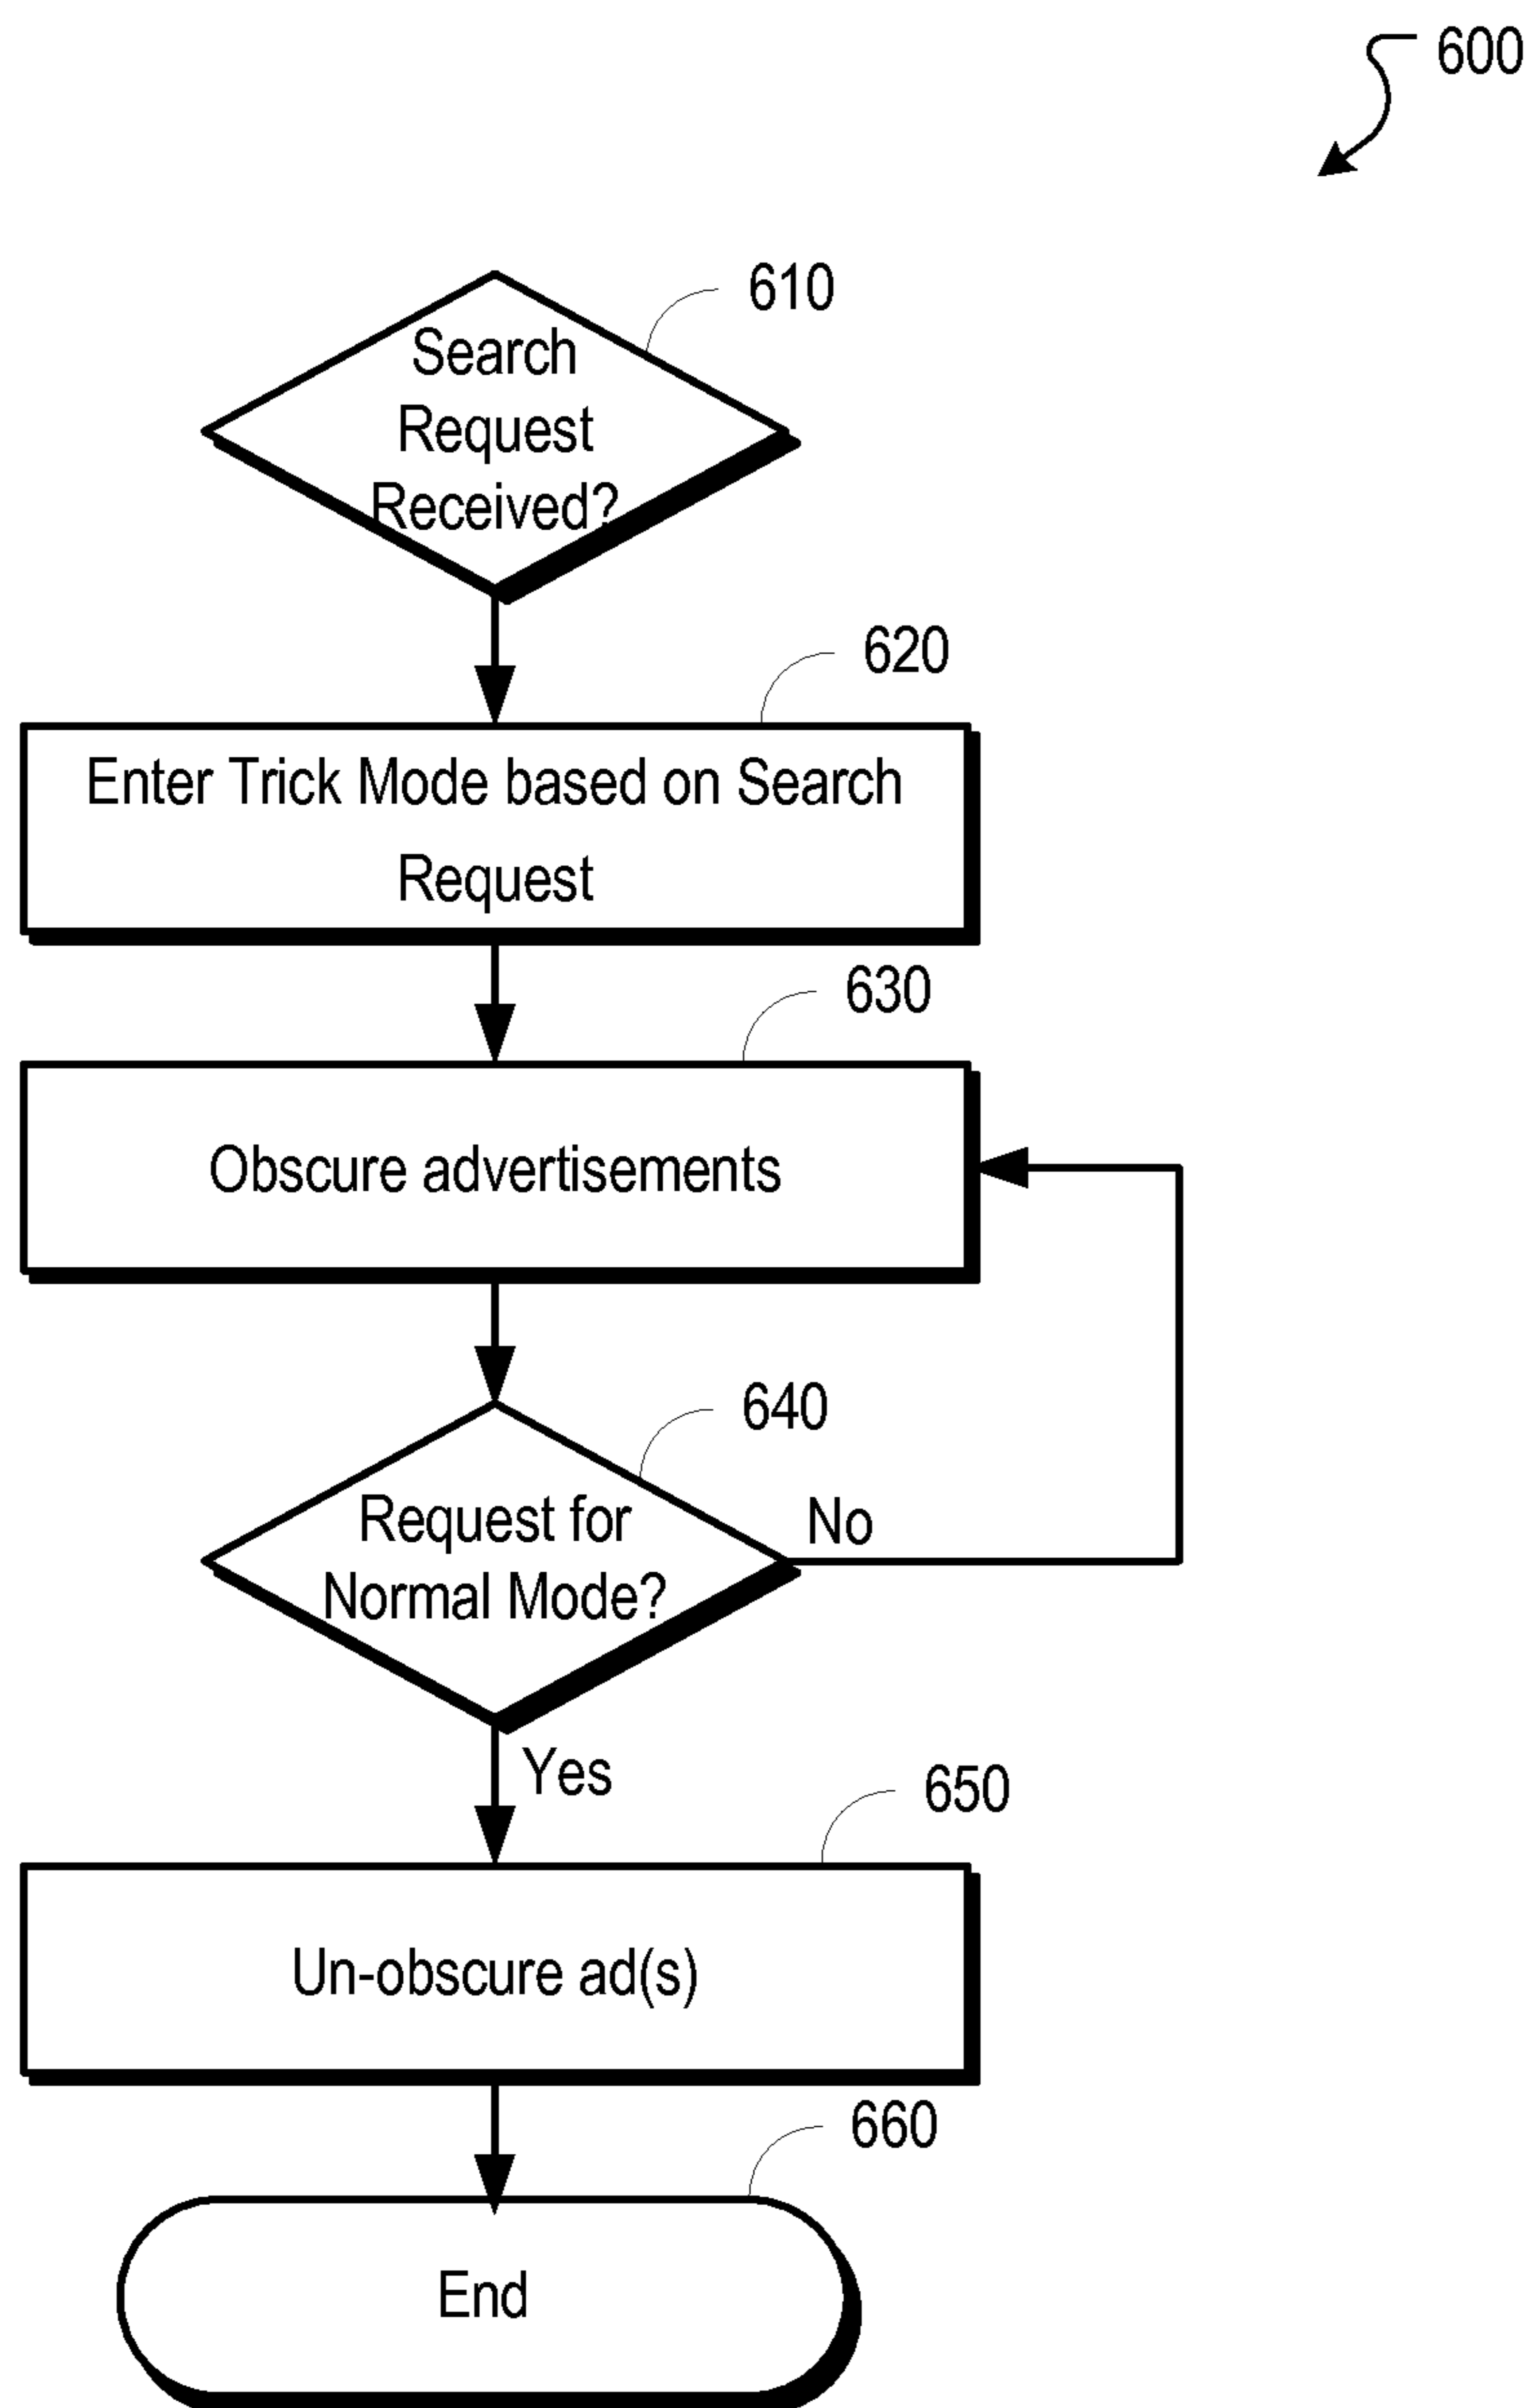 600
610
Search
Request
Received?
620
Enter Trick Mode based on Search
Request
630
Obscure advertisements
640
Request for
Normal Mode?
No
Yes
650
Un-obscure ad(s)
660
End